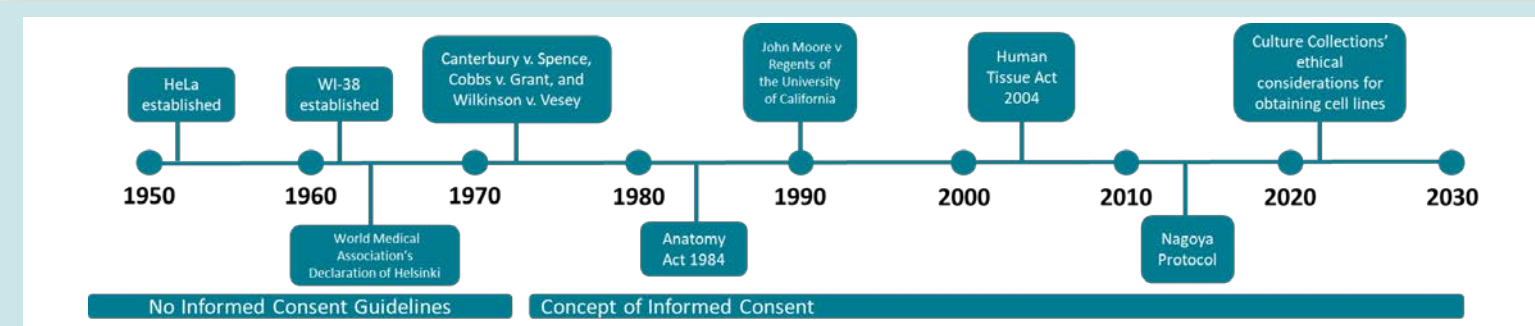 HeLa
established
WI-38
established
Canterbury v. Spence,
Cobbs v. Grant, and
Wilkinson v. Vesey
John Moore v
Regents of
the University
of California
Human
Tissue Act
2004
Culture Collections'
ethical
considerations for
obtaining cell lines
1950
1960
1970
1980
1990
2000
2010
2020
2030
World Medical
Association's
Declaration of Helsinki
Anatomy
Act 1984
Nagoya
Protocol
No Informed Consent Guidelines
Concept of Informed Consent